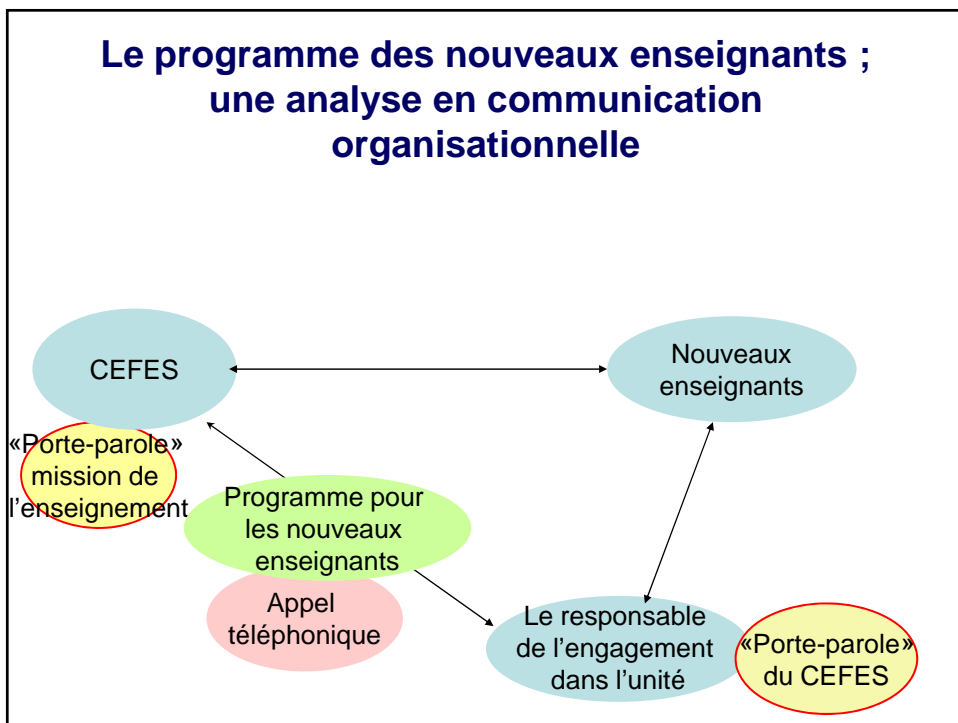 Le programme des nouveaux enseignants ;
une analyse en communication
organisationnelle
CEFES
Nouveaux
enseignants
«Porte-parole»
mission de
l’enseignement
Programme pour
les nouveaux
enseignants
Appel
téléphonique
Le responsable
de l’engagement
dans l’unité
«Porte-parole»
du CEFES